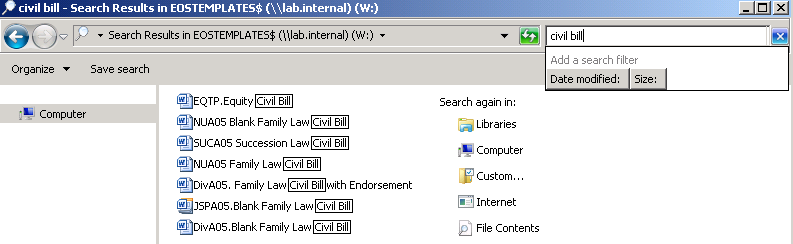 civil bill - Search Results in EOSTEMPLATES$ (\\lab.internal) (W:)
Search Results in EOSTEMPLATES$ (\\lab.internal) (W:)
civil bill
Add a search filter
Date modified: Size:
Organize Save search
Computer
EQTP.Equity Civil Bill
NUA05 Blank Family Law Civil Bill
SUCA05 Succession Law Civil Bill
NUA05 Family Law Civil Bill
DivA05. Family Law Civil Bill with Endorsement
JSPA05.Blank Family Law Civil Bill
DivA05.Blank Family Law Civil Bill
Search again in:
Libraries
Computer
Custom...
Internet
File Contents